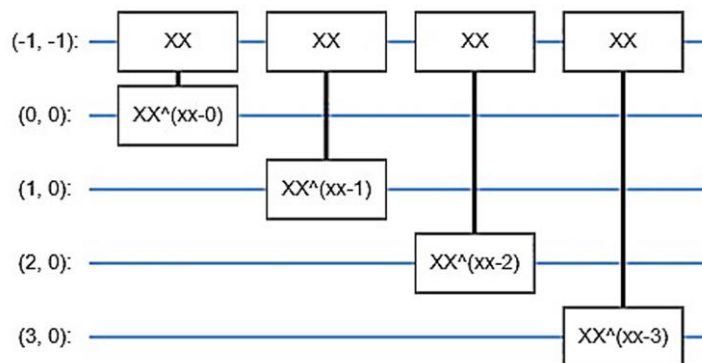 (-1, -1): XX XX XX XX
(0, 0): XX^(xx-0)
(1, 0): XX^(xx-1)
(2, 0): XX^(xx-2)
(3, 0): XX^(xx-3)